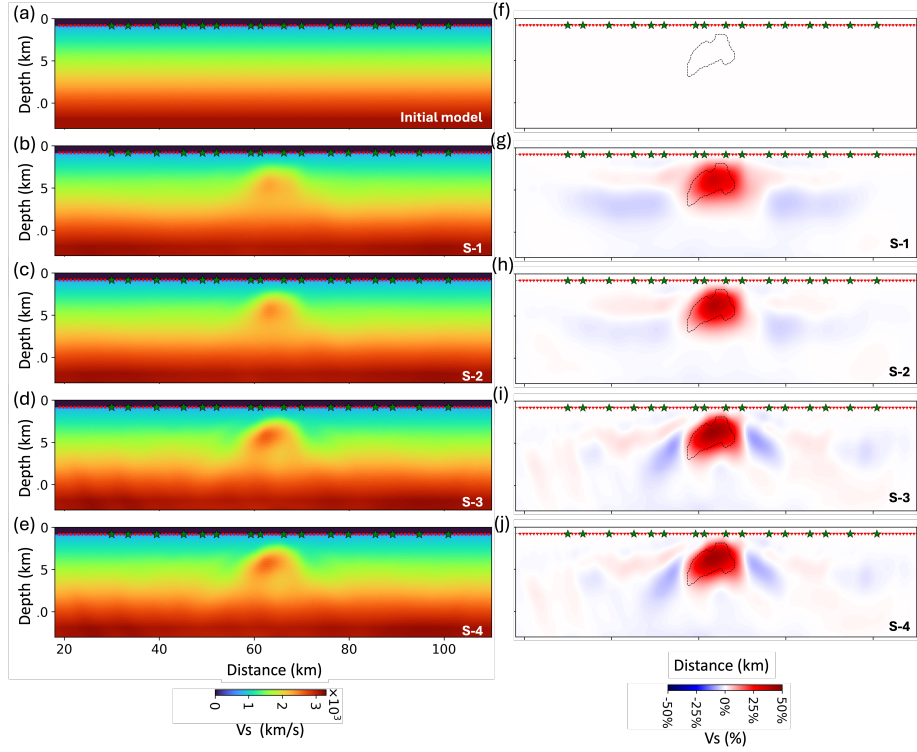 (a)
0
5
.0
Depth (km)
Initial model
(f)
(b)
0
5
.0
Depth (km)
S-1
(g)
S-1
(c)
0
5
.0
Depth (km)
S-2
(h)
S-2
(d)
0
5
.0
Depth (km)
S-3
(i)
S-3
(e)
0
5
.0
Depth (km)
S-4
(j)
S-4
20 40 60 80 100
Distance (km)
0 1 2 3 ×10³
Vs (km/s)
Distance (km)
-50% -25% 0% 25% 50%
Vs (%)